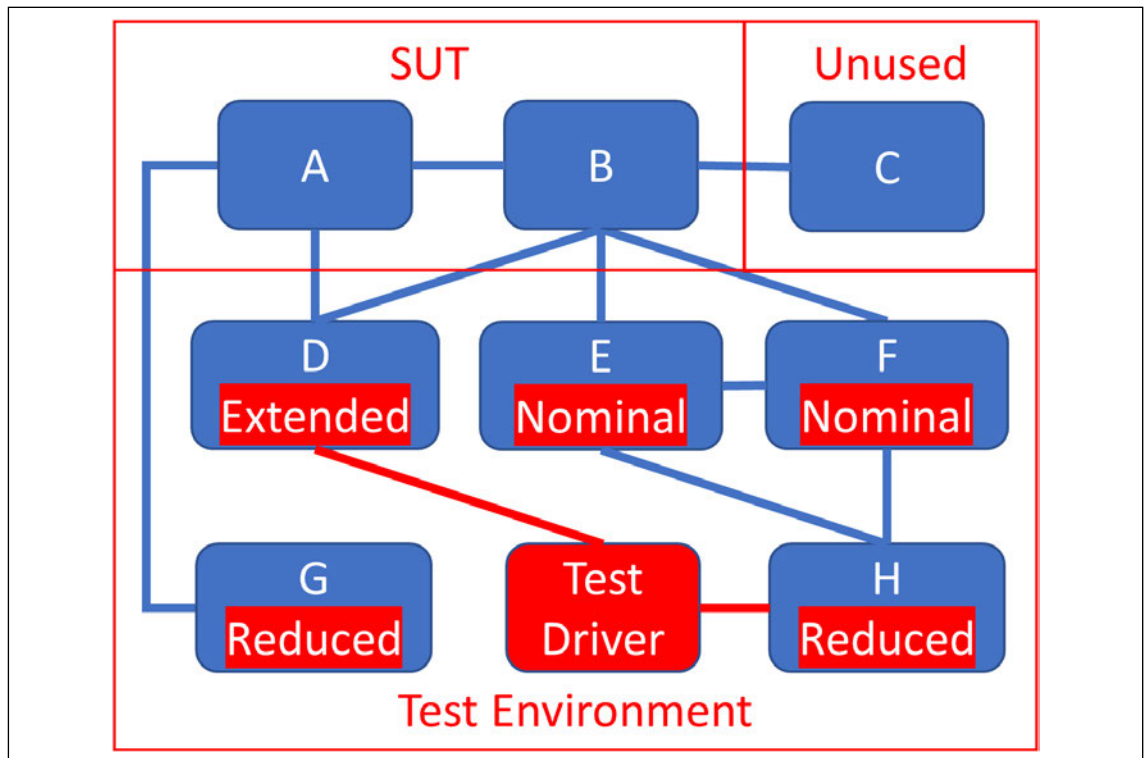 SUT
Unused
A
B
C
D
Extended
E
Nominal
F
Nominal
G
Reduced
Test
Driver
H
Reduced
Test Environment